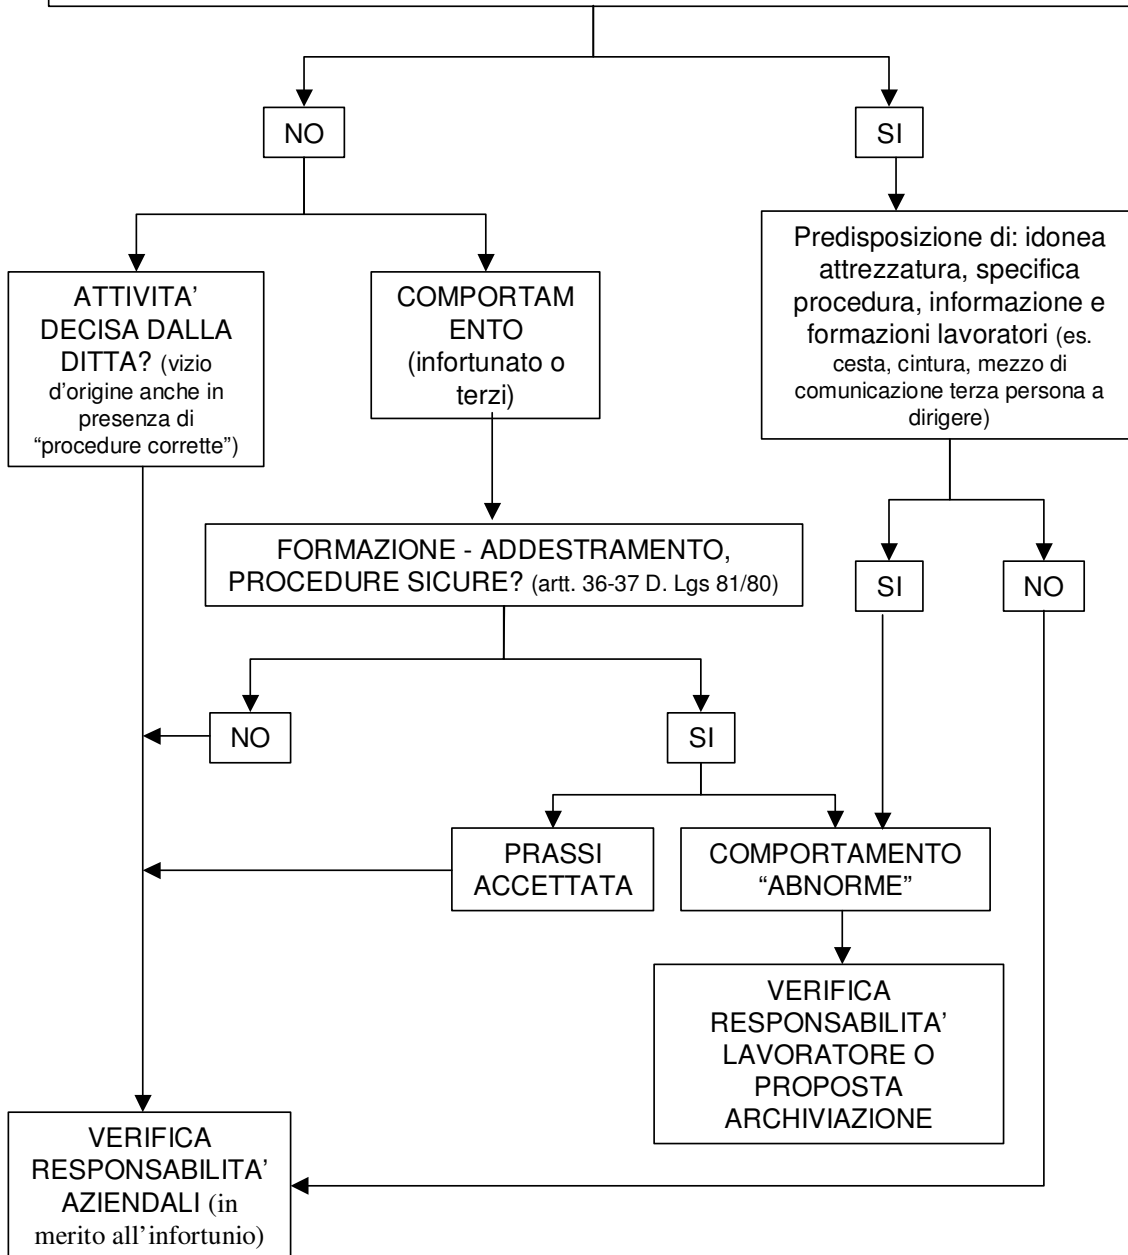 NO
SI
ATTIVITA'
DECISA DALLA
DITTA? (vizio
d'origine anche in
presenza di
“procedure corrette”)
COMPORTAM
ENTO
(infortunato o
terzi)
Predisposizione di: idonea
attrezzatura, specifica
procedura, informazione e
formazioni lavoratori (es.
cesta, cintura, mezzo di
comunicazione terza persona a
dirigere)
FORMAZIONE - ADDESTRAMENTO,
PROCEDURE SICURE? (artt. 36-37 D. Lgs 81/80)
SI
NO
NO
SI
PRASSI
ACCETTATA
COMPORTAMENTO
“ABNORME”
VERIFICA
RESPONSABILITA'
LAVORATORE O
PROPOSTA
ARCHIVIAZIONE
VERIFICA
RESPONSABILITA'
AZIENDALI (in
merito all'infortunio)